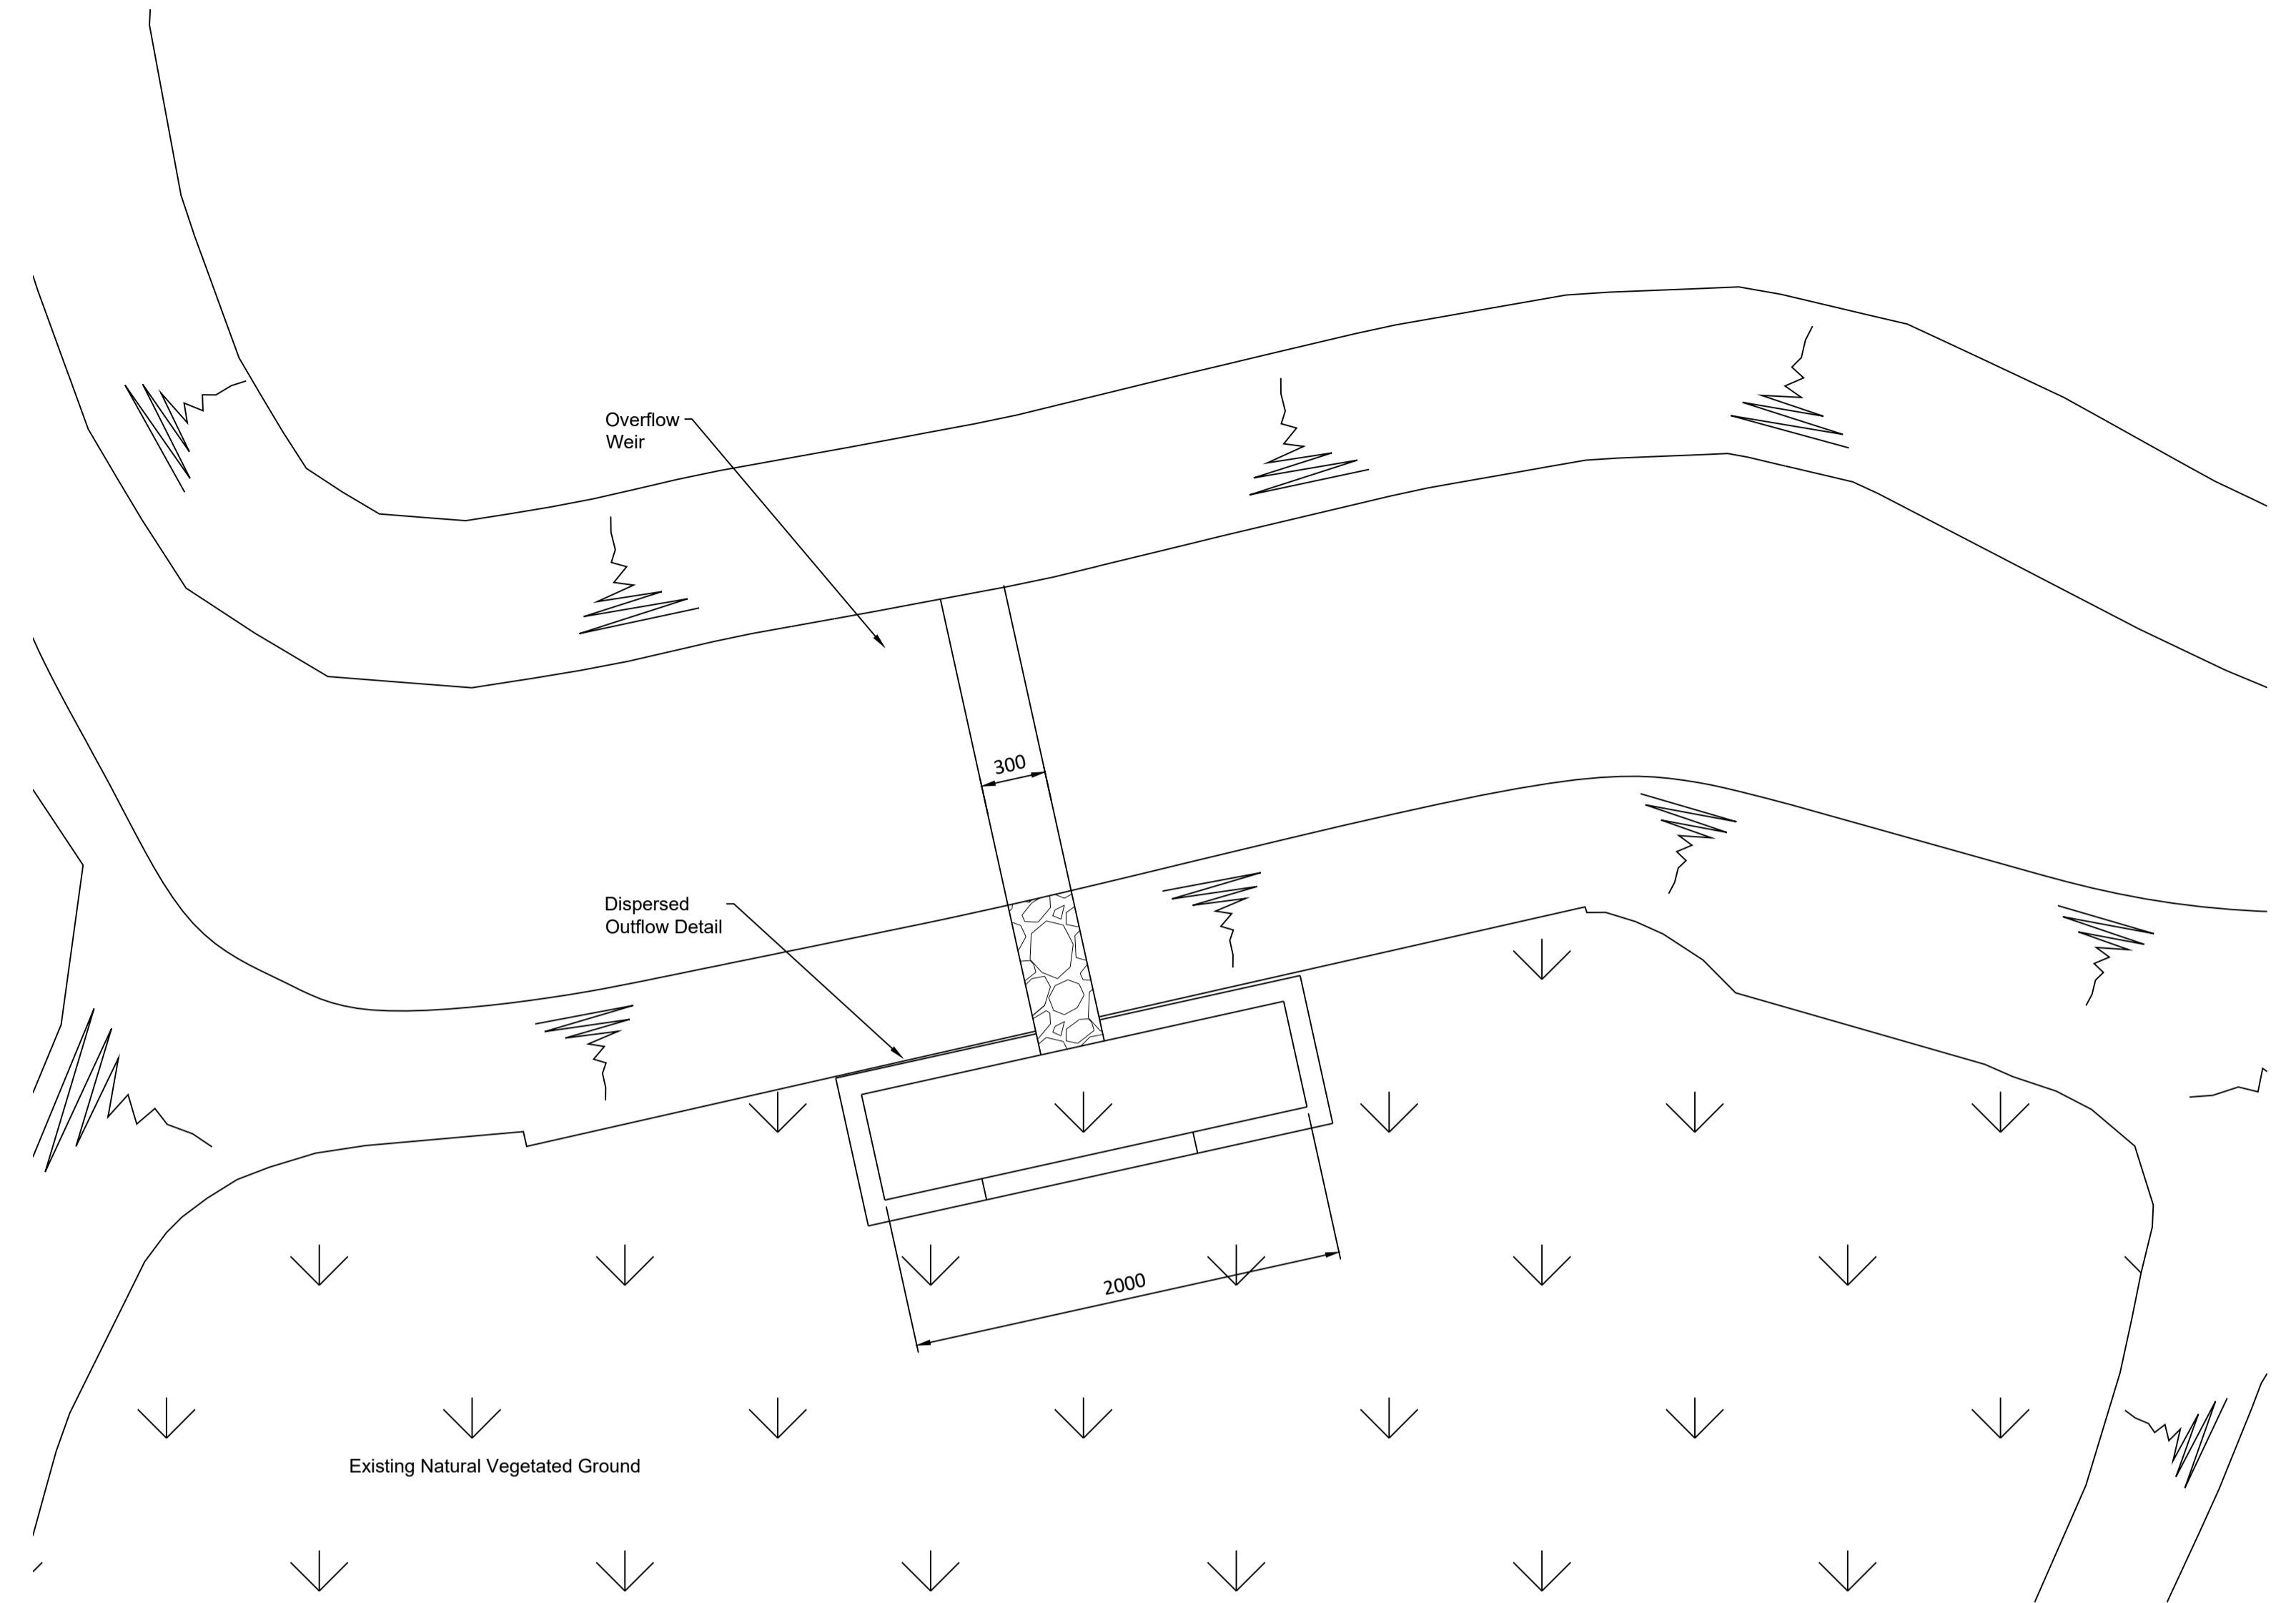 Overflow
Weir
300
Dispersed
Outflow Detail
2000
Existing Natural Vegetated Ground